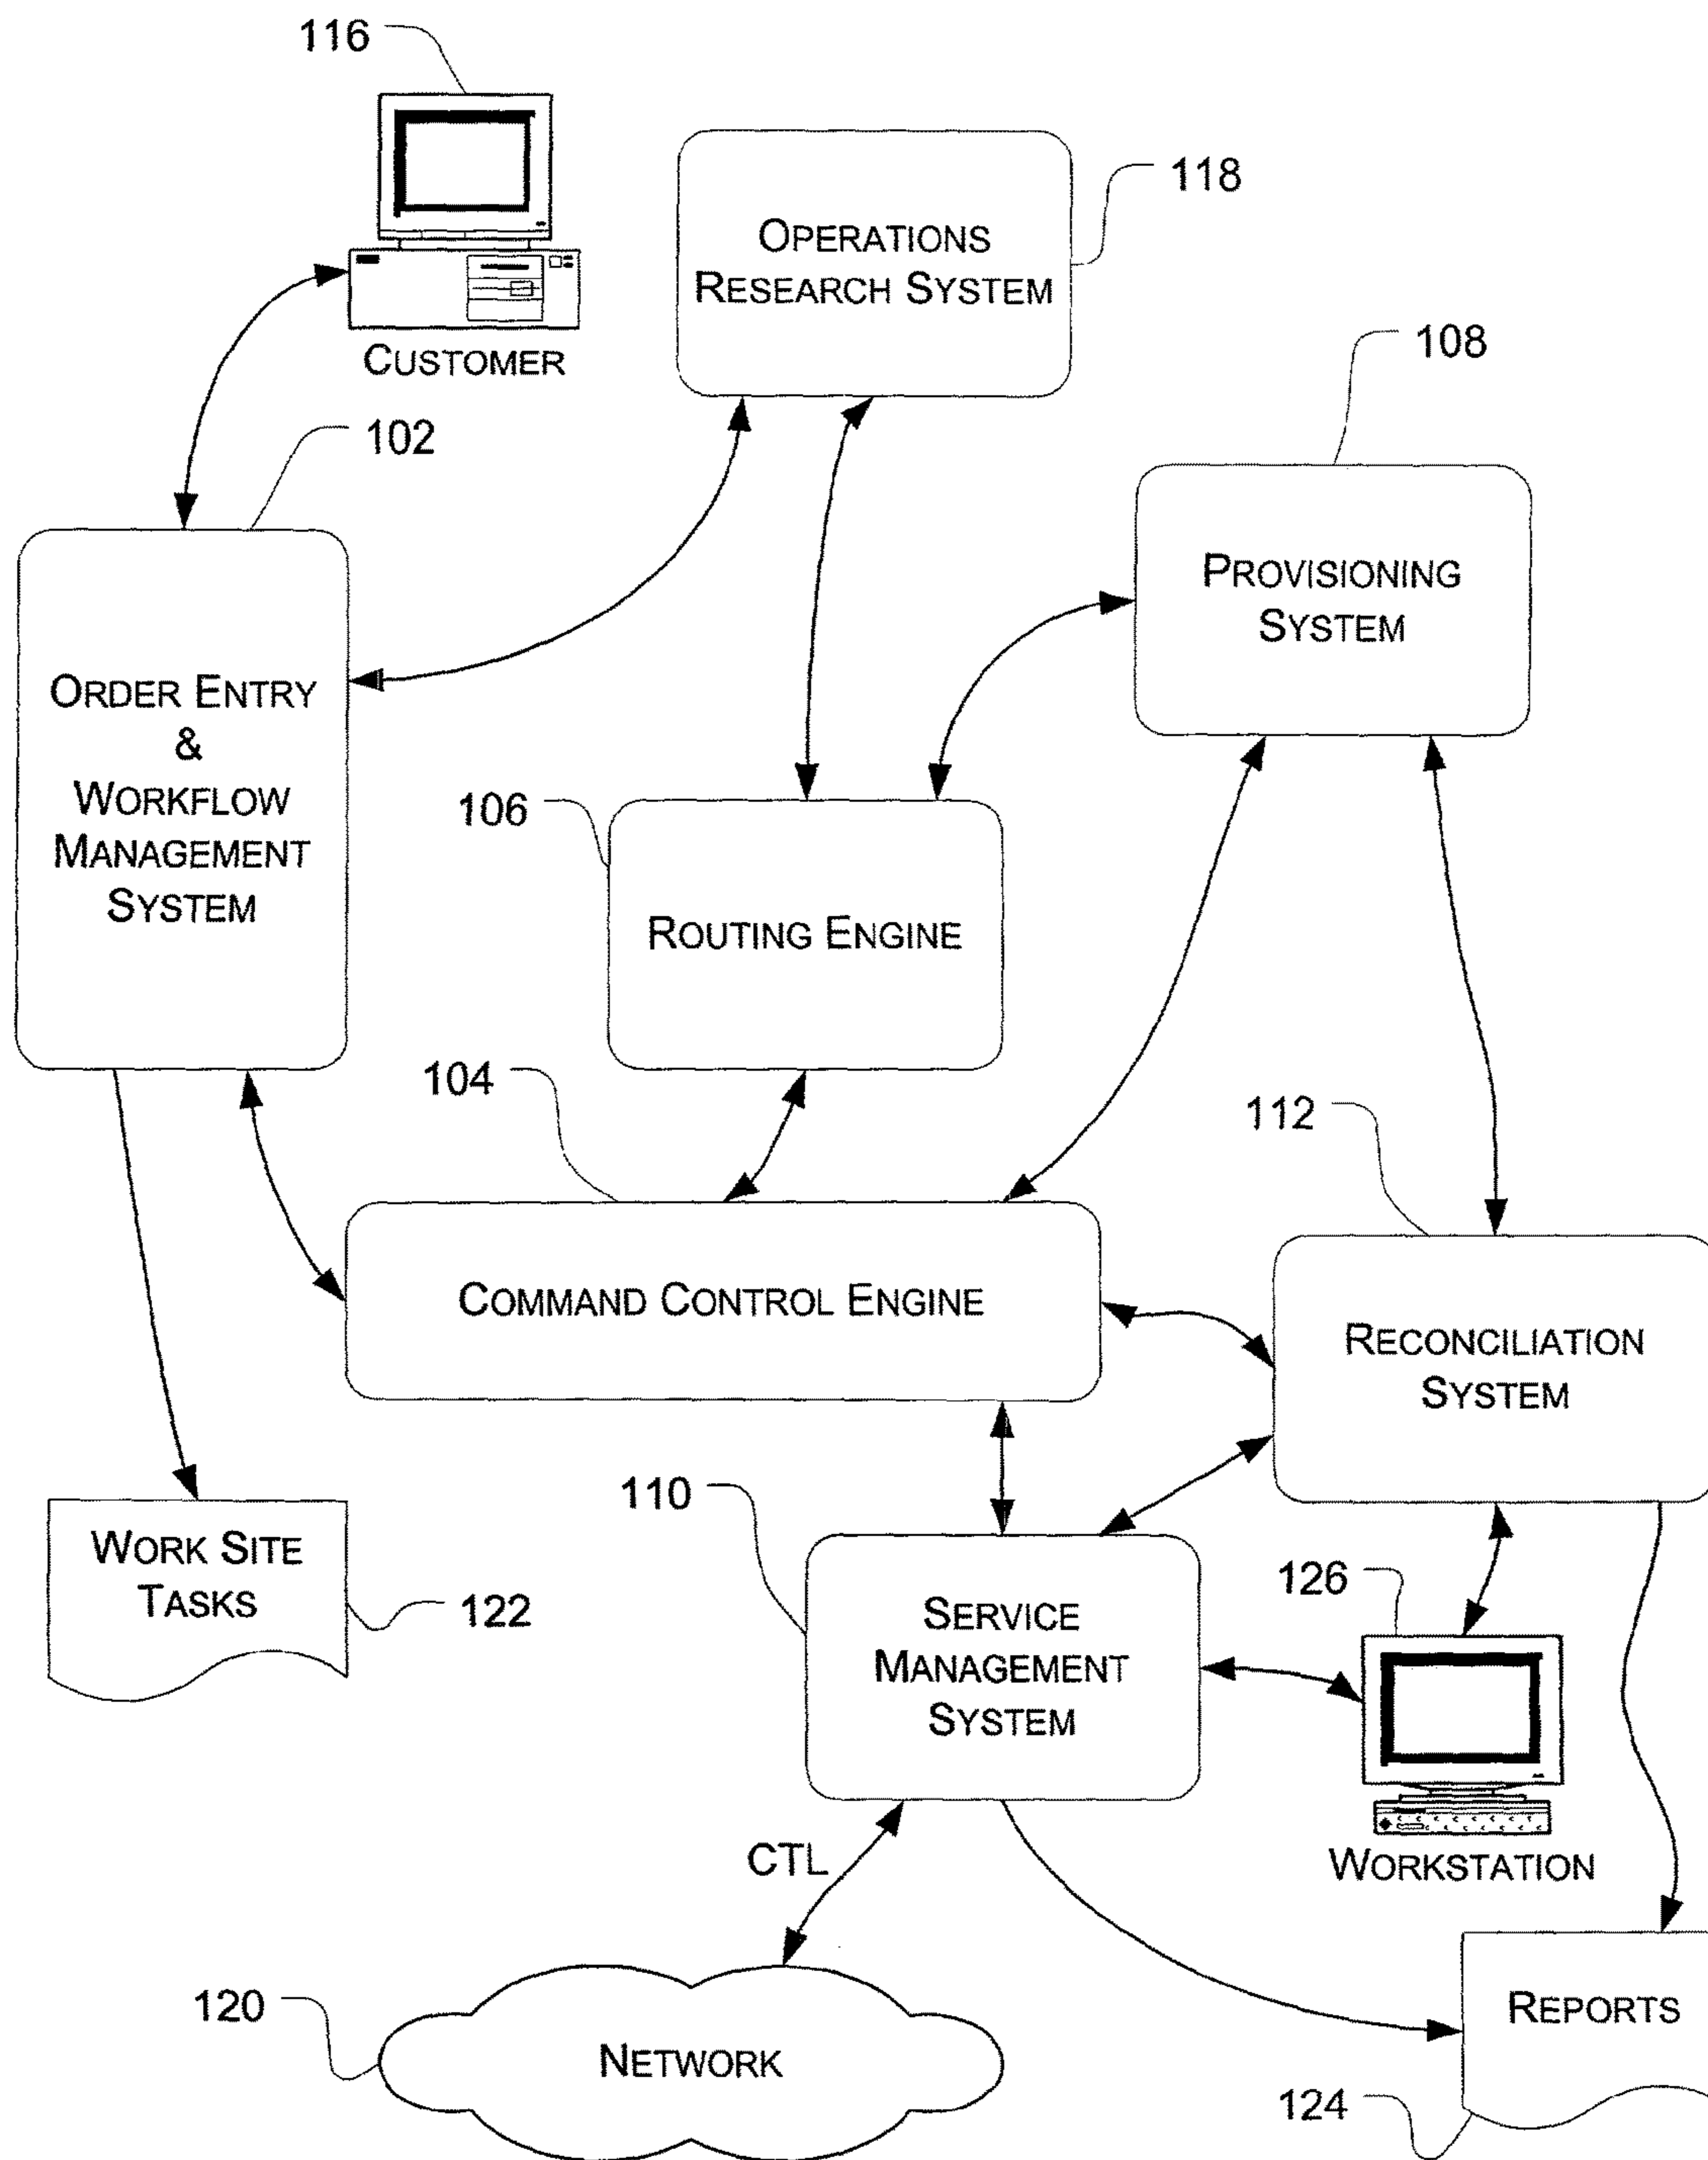 116
CUSTOMER
118
OPERATIONS
RESEARCH SYSTEM
108
PROVISIONING
SYSTEM
102
ORDER ENTRY
&
WORKFLOW
MANAGEMENT
SYSTEM
106
ROUTING ENGINE
104
COMMAND CONTROL ENGINE
112
RECONCILIATION
SYSTEM
WORK SITE
TASKS
122
110
SERVICE
MANAGEMENT
SYSTEM
126
WORKSTATION
CTL
120
NETWORK
REPORTS
124